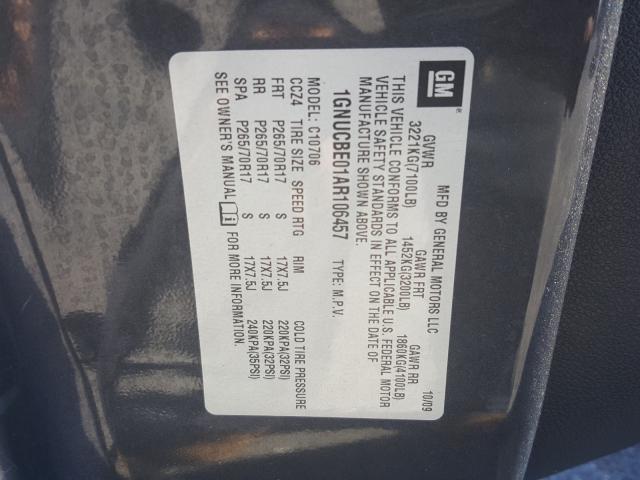 GM
MFD BY GENERAL MOTORS LLC 10/09
GVWR GAWR FRT GAWR RR
3221KG(7100LB) 1452KG(3200LB) 1860KG(4100LB)
THIS VEHICLE CONFORMS TO ALL APPLICABLE U.S. FEDERAL MOTOR
VEHICLE SAFETY STANDARDS IN EFFECT ON THE DATE OF
MANUFACTURE SHOWN ABOVE.
1GNUCBE01AR106457 TYPE: M.P.V.
MODEL: C10706
CCZ4 TIRE SIZE SPEED RTG RIM COLD TIRE PRESSURE
FRT P265/70R17 S 17X7.5J 220KPA(32PSI)
RR P265/70R17 S 17X7.5J 220KPA(32PSI)
SPA P265/70R17 S 17X7.5J 240KPA(35PSI)
SEE OWNER'S MANUAL i FOR MORE INFORMATION.